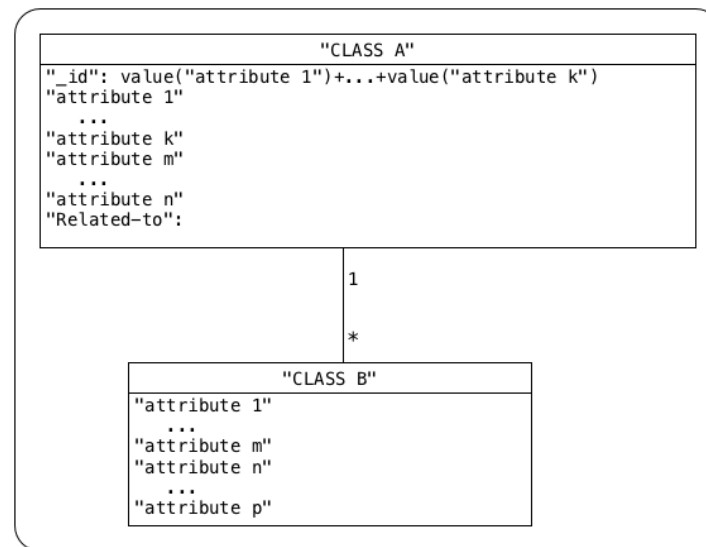 "CLASS A"
"_id": value("attribute 1")+...+value("attribute k")
"attribute 1"
...
"attribute k"
"attribute m"
...
"attribute n"
"Related-to":
1
*
"CLASS B"
"attribute 1"
...
"attribute m"
"attribute n"
...
"attribute p"